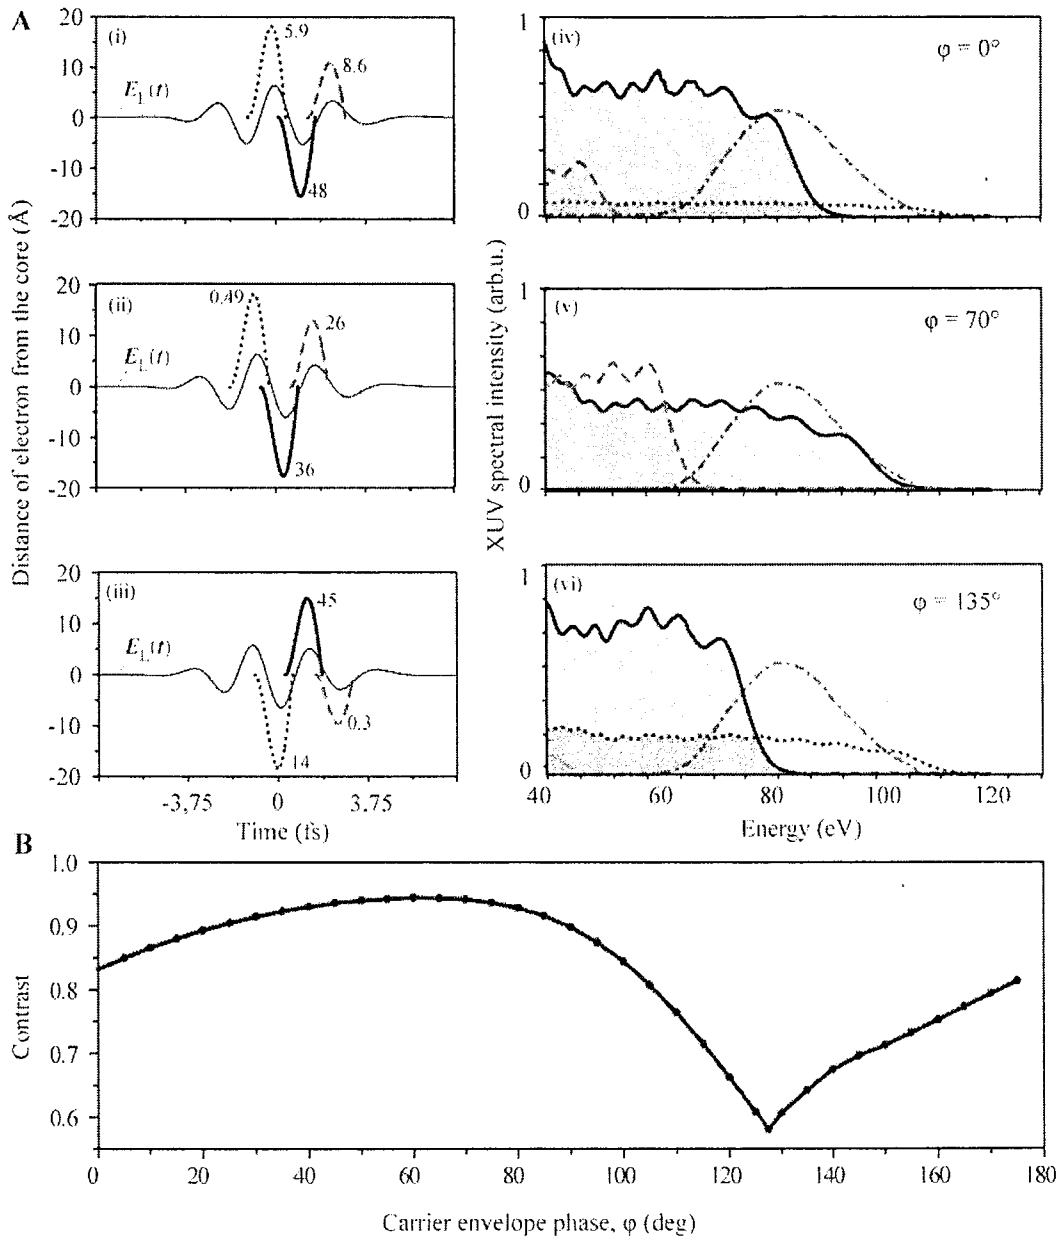 A
Distance of electron from the core (Å)
(i)
E_L(t)
5.9
8.6
48
20
10
0
-10
-20
(ii)
E_L(t)
0.49
26
36
20
10
0
-10
-20
(iii)
E_L(t)
45
0.3
14
20
10
0
-10
-20
-3,75 0 3.75
Time (fs)
XUV spectral intensity (arb.u.)
(iv)
φ = 0°
1
0
(v)
φ = 70°
1
0
(vi)
φ = 135°
1
0
40 60 80 100 120
Energy (eV)
B
Contrast
1.0
0.9
0.8
0.7
0.6
0 20 40 60 80 100 120 140 160 180
Carrier envelope phase, φ (deg)